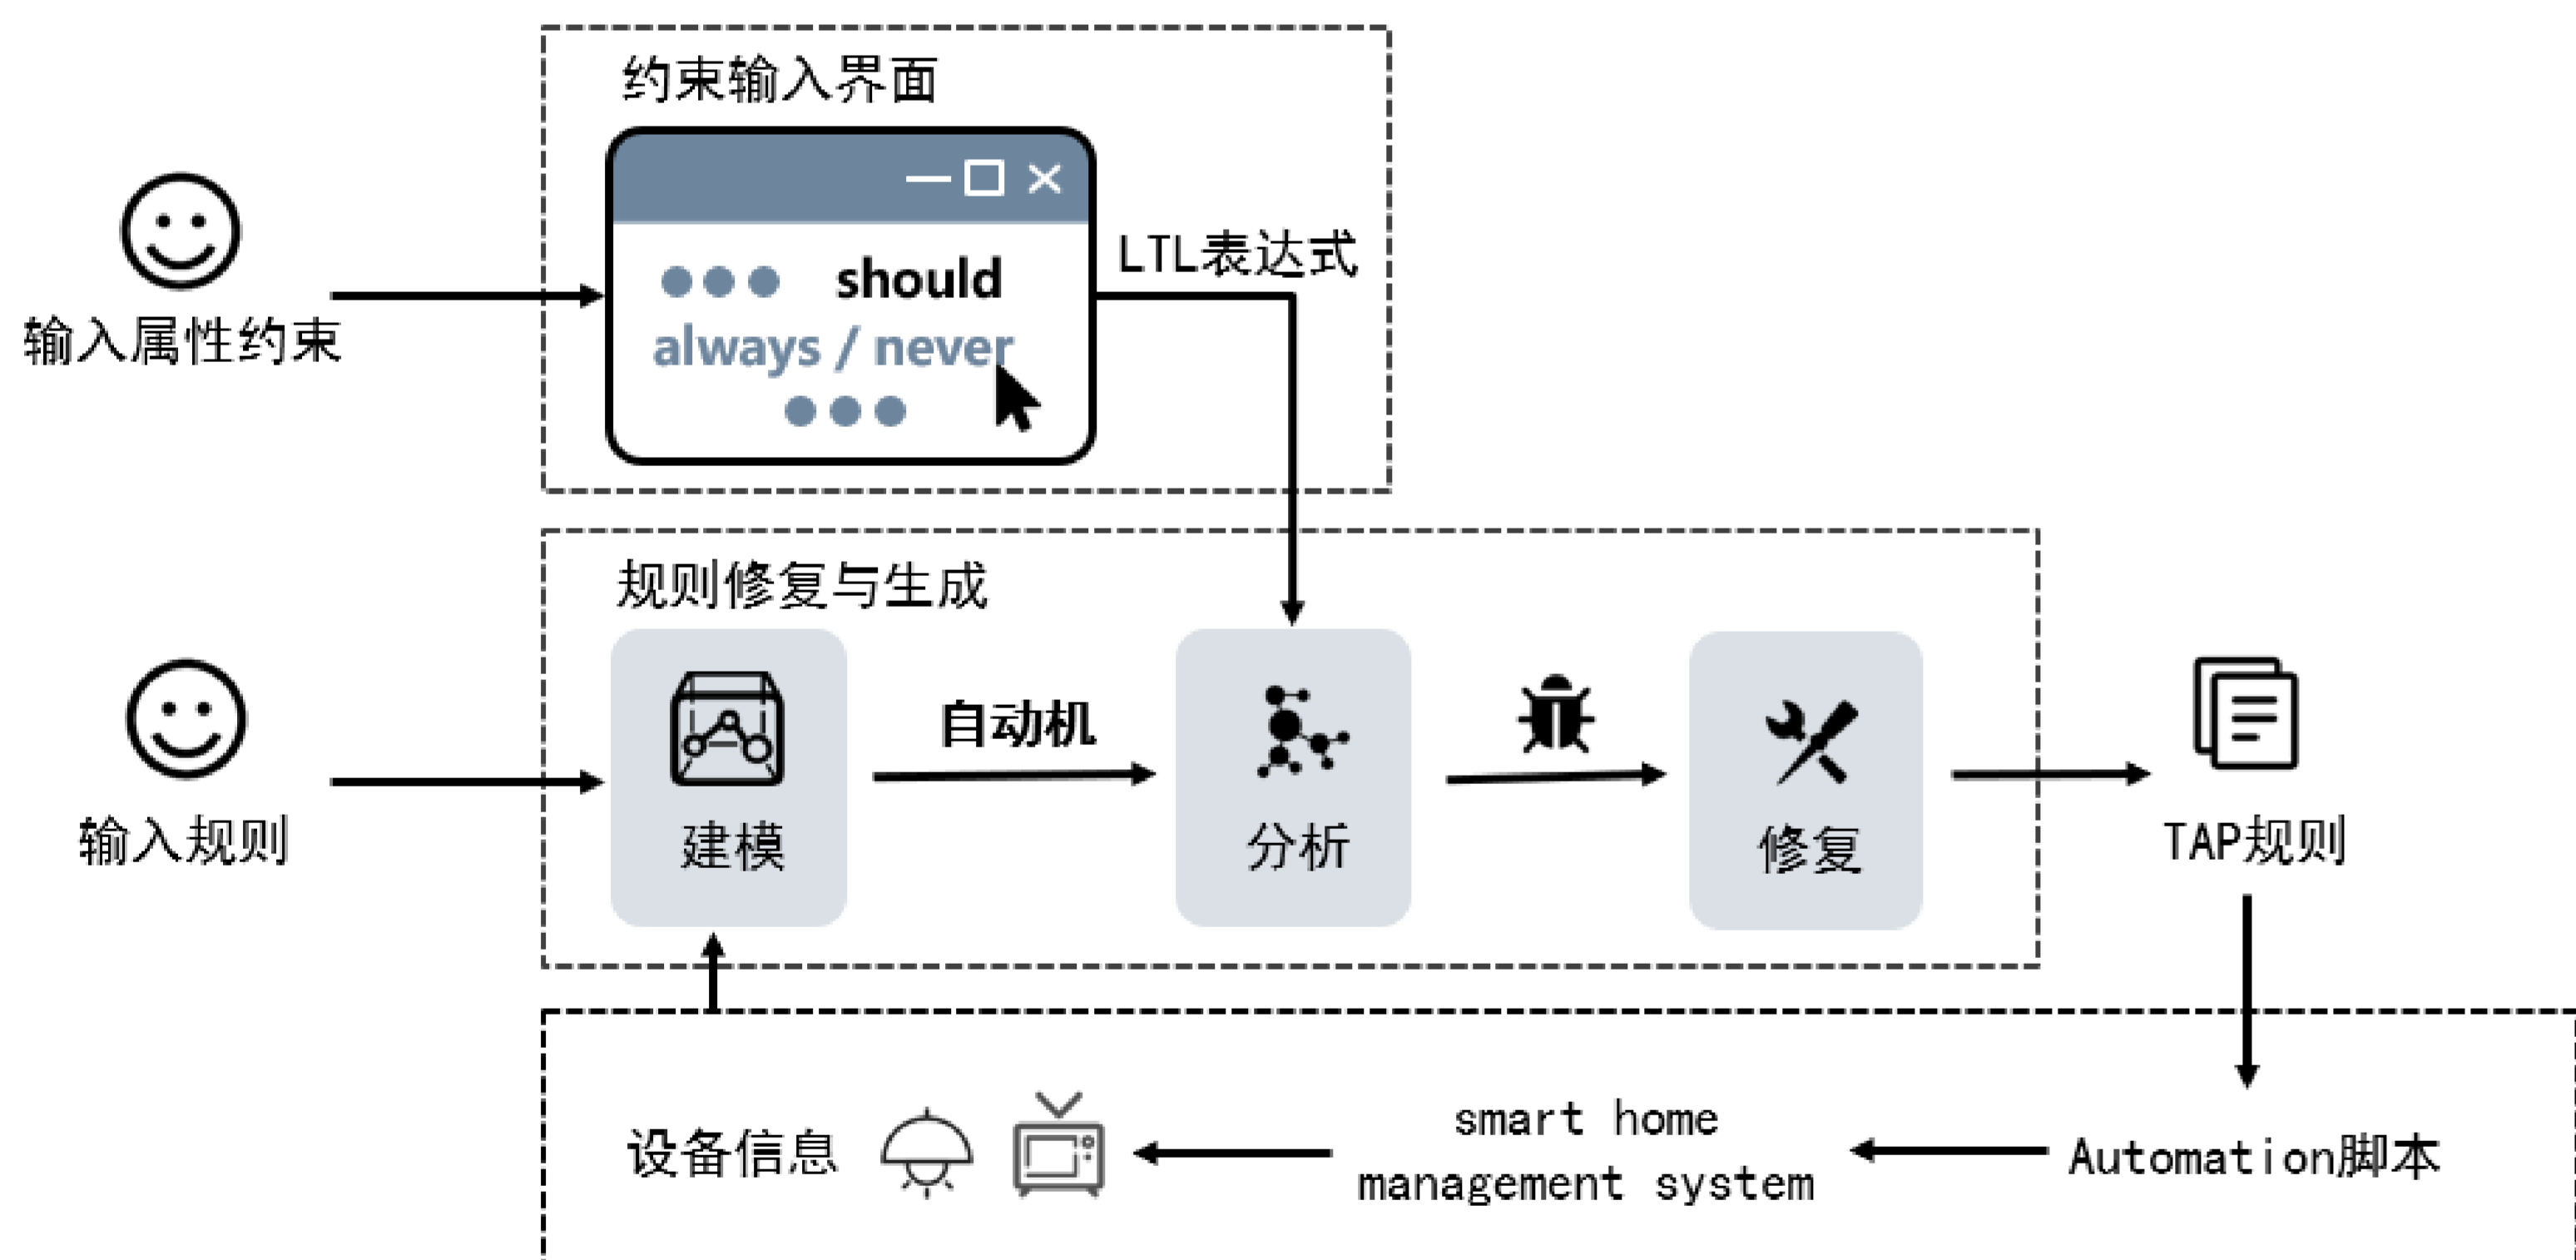 约束输入界面
should
always / never
LTL表达式
输入属性约束
规则修复与生成
自动机
建模
分析
修复
输入规则
TAP规则
设备信息
smart home
management system
Automation脚本